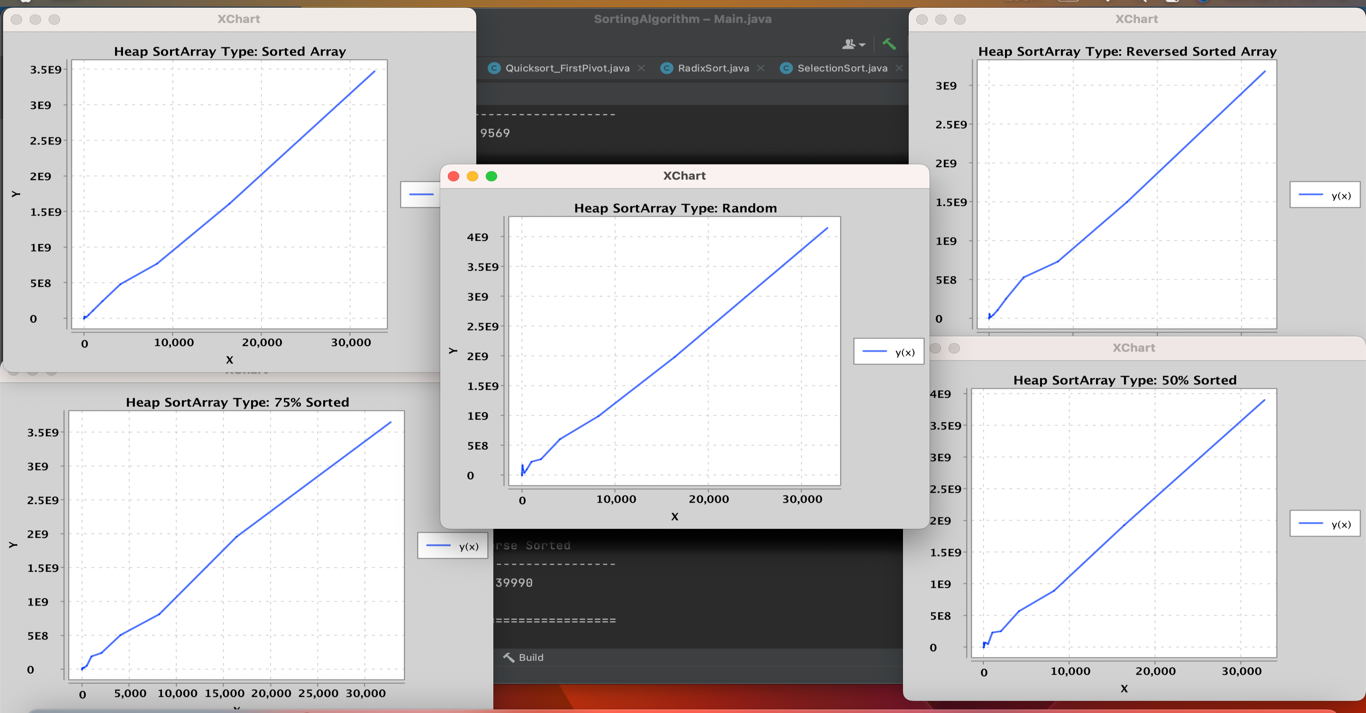 XChart
Heap SortArray Type: Sorted Array
3.5E9
3E9
2.5E9
2E9
1.5E9
1E9
5E8
0
Y
0 10,000 20,000 30,000
X
SortingAlgorithm – Main.java
Quicksort_FirstPivot.java
RadixSort.java
SelectionSort.java
--------------------
9569
XChart
Heap SortArray Type: Reversed Sorted Array
3E9
2.5E9
2E9
1.5E9
1E9
5E8
0
y(x)
XChart
Heap SortArray Type: Random
4E9
3.5E9
3E9
2.5E9
2E9
1.5E9
1E9
5E8
0
Y
0 10,000 20,000 30,000
X
y(x)
XChart
Heap SortArray Type: 75% Sorted
3.5E9
3E9
2.5E9
2E9
1.5E9
1E9
5E8
0
Y
0 5,000 10,000 15,000 20,000 25,000 30,000
y(x)
rse Sorted
-----------------
39990
=================
Build
XChart
Heap SortArray Type: 50% Sorted
4E9
3.5E9
3E9
2.5E9
2E9
1.5E9
1E9
5E8
0
0 10,000 20,000 30,000
X
y(x)